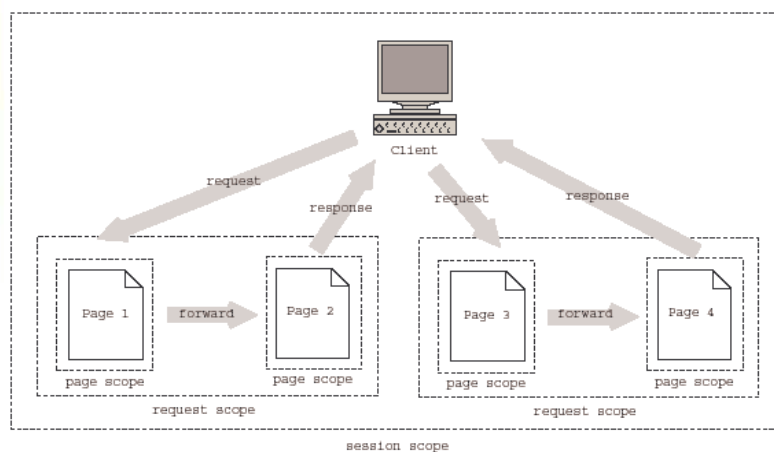 Client
request
response
request
response
Page 1
forward
Page 2
Page 3
forward
Page 4
page scope
page scope
page scope
page scope
request scope
request scope
session scope